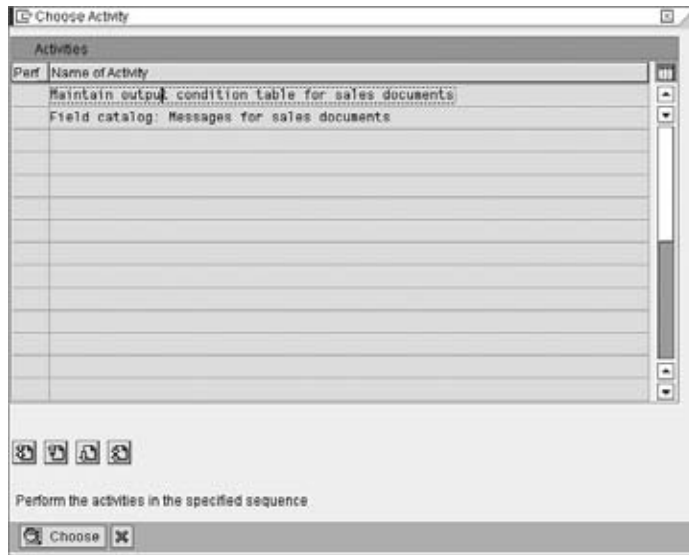 Choose Activity
Activities
Perf Name of Activity
Maintain output condition table for sales documents
Field catalog: Messages for sales documents
Perform the activities in the specified sequence
Choose